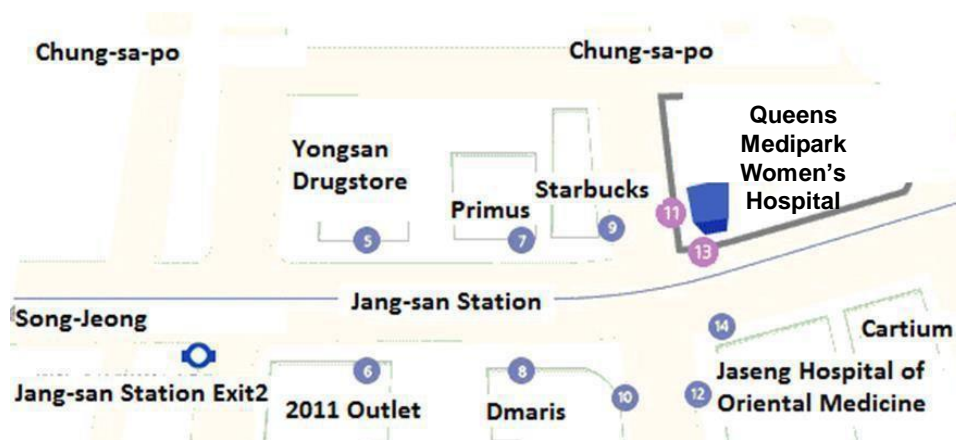 Chung-sa-po
Chung-sa-po
Queens
Medipark
Women's
Hospital
Yongsan
Drugstore
Starbucks
Primus
5
7
9
11
13
Jang-san Station
Song-Jeong
14
Cartium
Jang-san Station Exit2
6
8
10
12
Jaseng Hospital of
Oriental Medicine
2011 Outlet
Dmaris